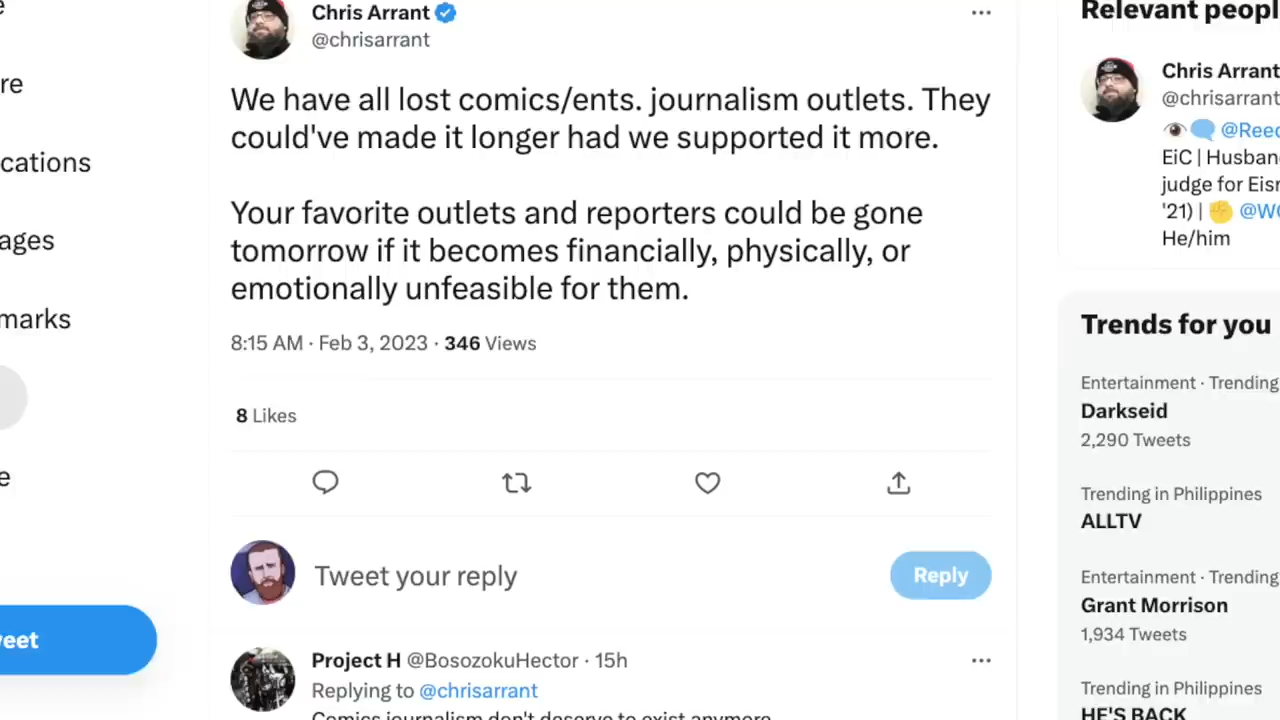 re
cations
ages
marks
e
eet
Chris Arrant
@chrisarrant
We have all lost comics/ents. journalism outlets. They
could've made it longer had we supported it more.
Your favorite outlets and reporters could be gone
tomorrow if it becomes financially, physically, or
emotionally unfeasible for them.
8:15 AM · Feb 3, 2023 · 346 Views
8 Likes
Tweet your reply
Reply
Project H @BosozokuHector · 15h
Replying to @chrisarrant
Comics journalism don't deserve to exist anymore
Relevant peopl
Chris Arrant
@chrisarrant
@Reed
EiC | Husban
judge for Eisn
'21) | ✊ @WG
He/him
Trends for you
Entertainment · Trending
Darkseid
2,290 Tweets
Trending in Philippines
ALLTV
Entertainment · Trending
Grant Morrison
1,934 Tweets
Trending in Philippines
HE'S BACK